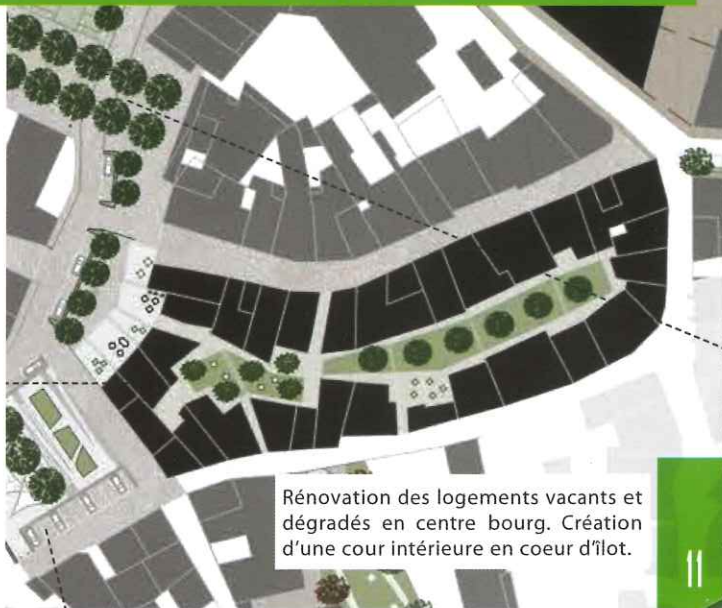 Rénovation des logements vacants et
dégradés en centre bourg. Création
d'une cour intérieure en coeur d'îlot.
11